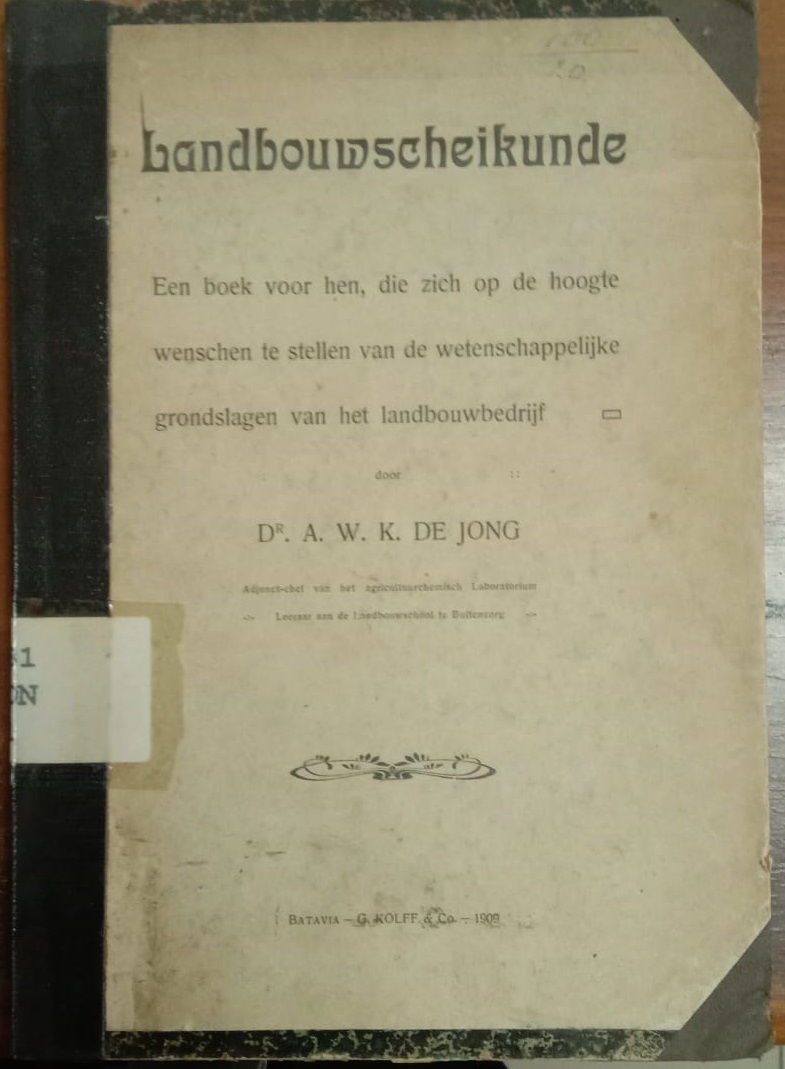 Landbouwscheikunde
Een boek voor hen, die zich op de hoogte
wenschen te stellen van de wetenschappelijke
grondslagen van het landbouwbedrijf
door
DR. A. W. K. DE JONG
Adjunct-chef van het agricultuurchemisch Laboratorium
Leeraar aan de Landbouwschool te Buitenzorg
51
ON
BATAVIA – G. KOLFF & Co. – 1909